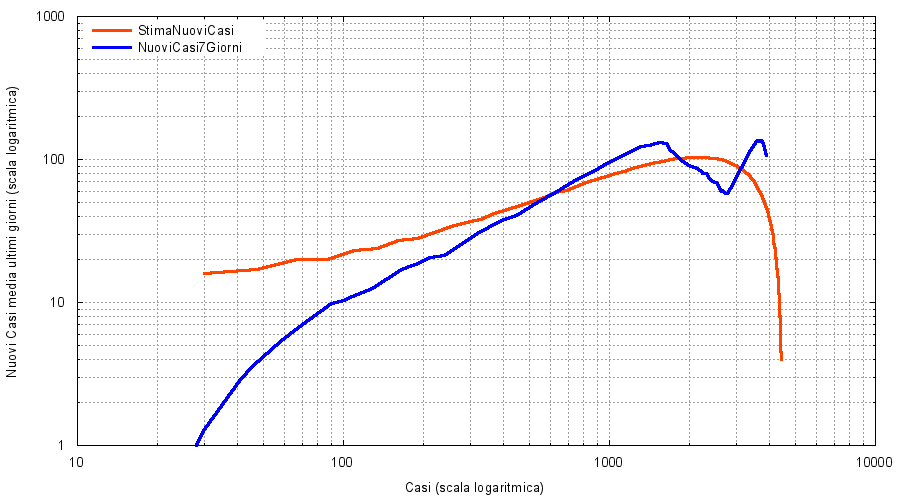 1000
StimaNuoviCasi
NuoviCasi7Giorni
100
10
1
Nuovi Casi media ultimi giorni (scala logaritmica)
10
100
1000
10000
Casi (scala logaritmica)